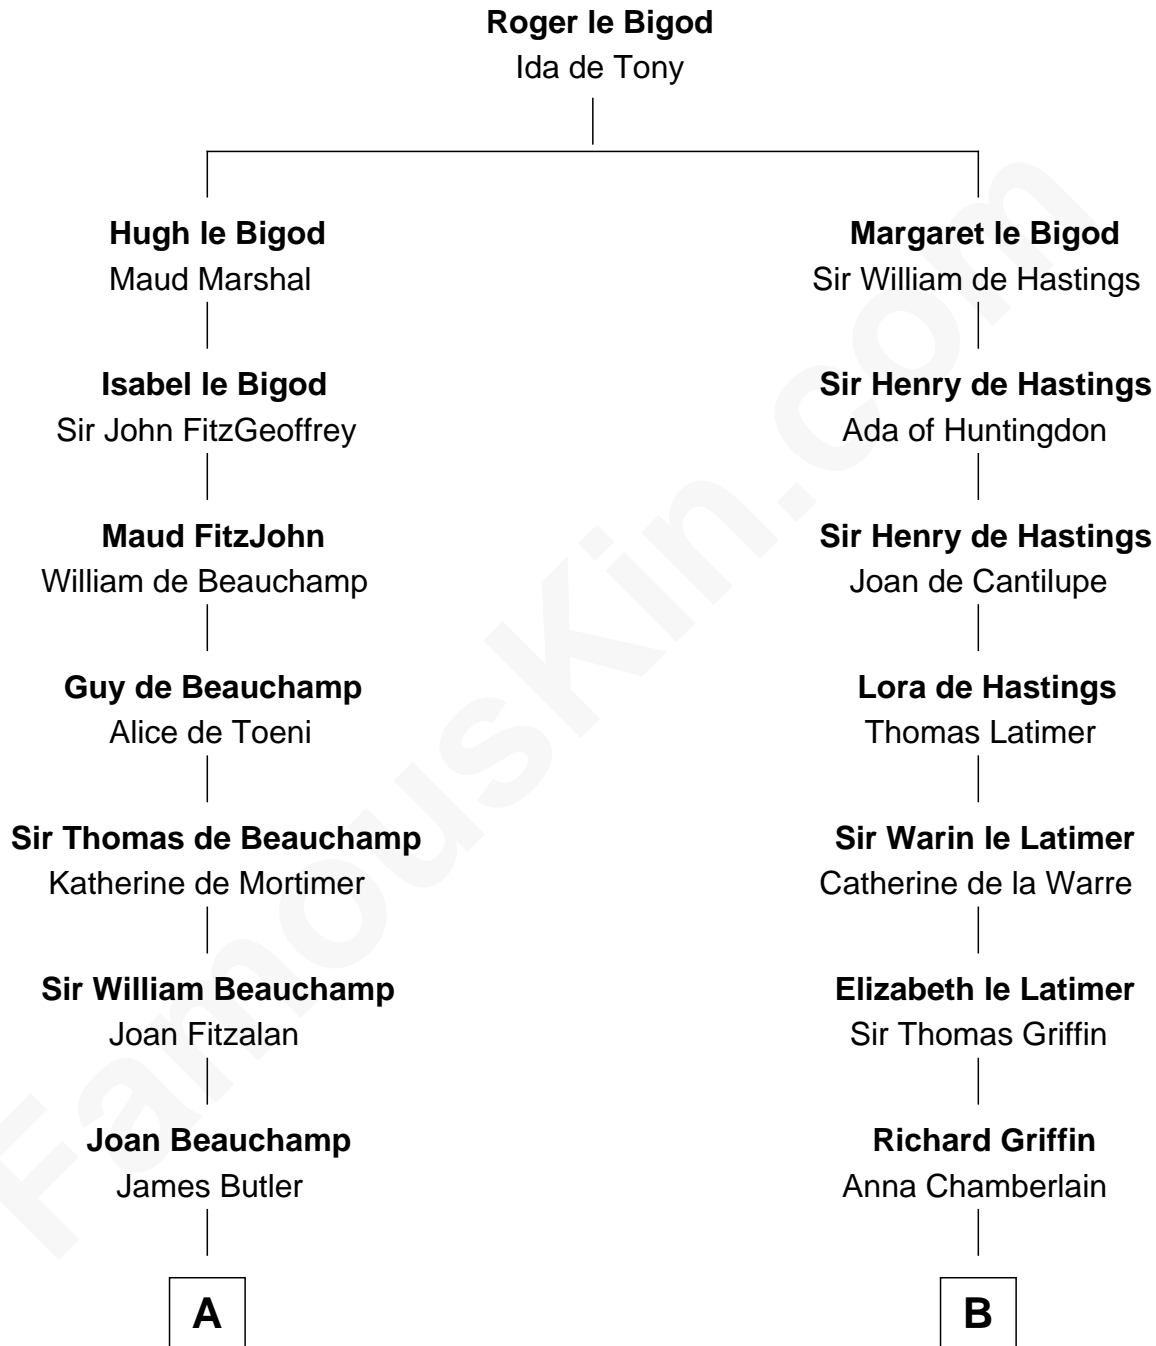 Roger le Bigod
Ida de Tony
Hugh le Bigod
Maud Marshal
Margaret le Bigod
Sir William de Hastings
Isabel le Bigod
Sir John FitzGeoffrey
Sir Henry de Hastings
Ada of Huntingdon
Maud FitzJohn
William de Beauchamp
Sir Henry de Hastings
Joan de Cantilupe
Guy de Beauchamp
Alice de Toeni
Lora de Hastings
Thomas Latimer
Sir Thomas de Beauchamp
Katherine de Mortimer
Sir Warin le Latimer
Catherine de la Warre
Sir William Beauchamp
Joan Fitzalan
Elizabeth le Latimer
Sir Thomas Griffin
Joan Beauchamp
James Butler
Richard Griffin
Anna Chamberlain
A
B
FamousKin.com